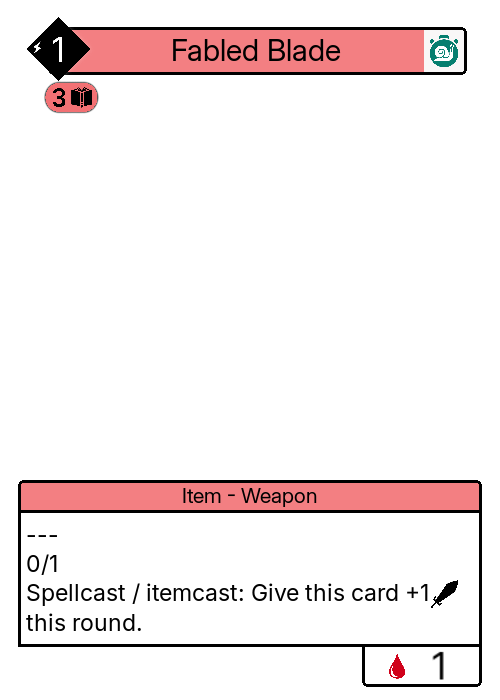 1
Fabled Blade
3
Item - Weapon
---
0/1
Spellcast / itemcast: Give this card +1
this round.
1